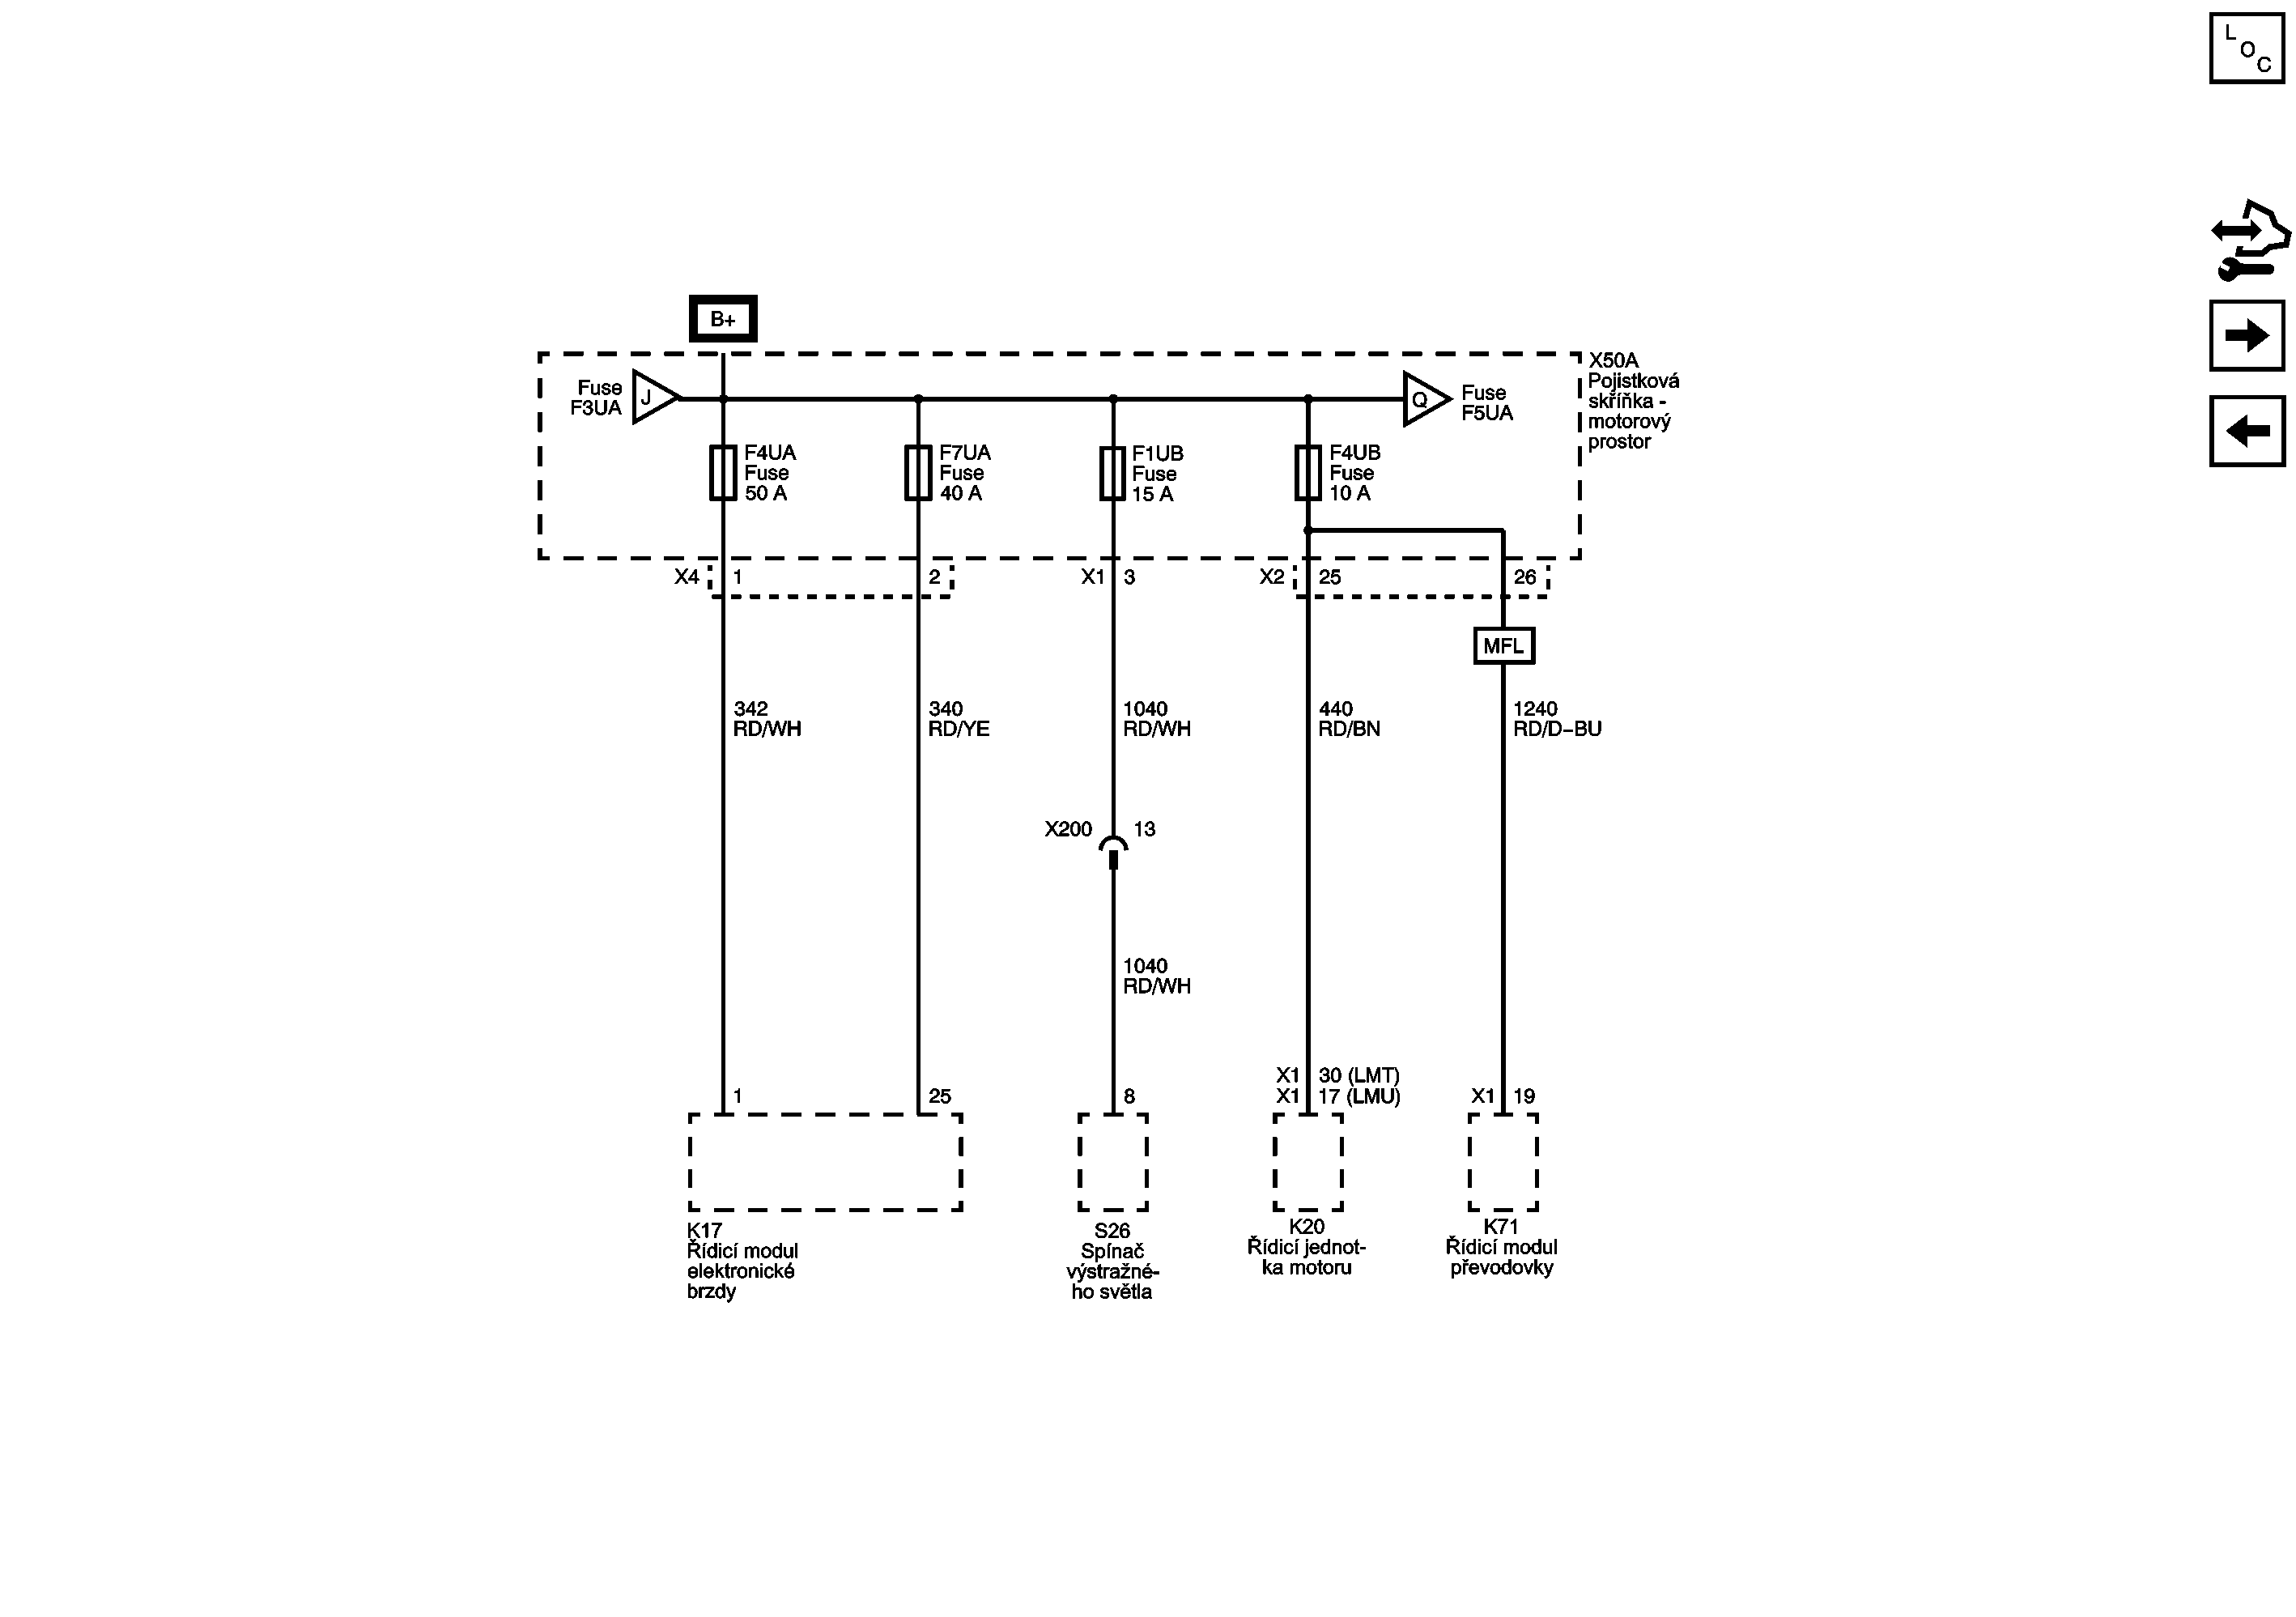 L
O
C
B+
Fuse
F3UA
J
Q
Fuse
F5UA
X50A
Pojistková
skříňka -
motorový
prostor
F4UA
Fuse
50 A
F7UA
Fuse
40 A
F1UB
Fuse
15 A
F4UB
Fuse
10 A
X4 1 2 X1 3 X2 25 26
MFL
342
RD/WH
340
RD/YE
1040
RD/WH
440
RD/BN
1240
RD/D-BU
X200 13
1040
RD/WH
1 25 8
X1 30 (LMT)
X1 17 (LMU)
X1 19
K17
Řídicí modul
elektronické
brzdy
S26
Spínač
výstražné-
ho světla
K20
Řídicí jednot-
ka motoru
K71
Řídicí modul
převodovky